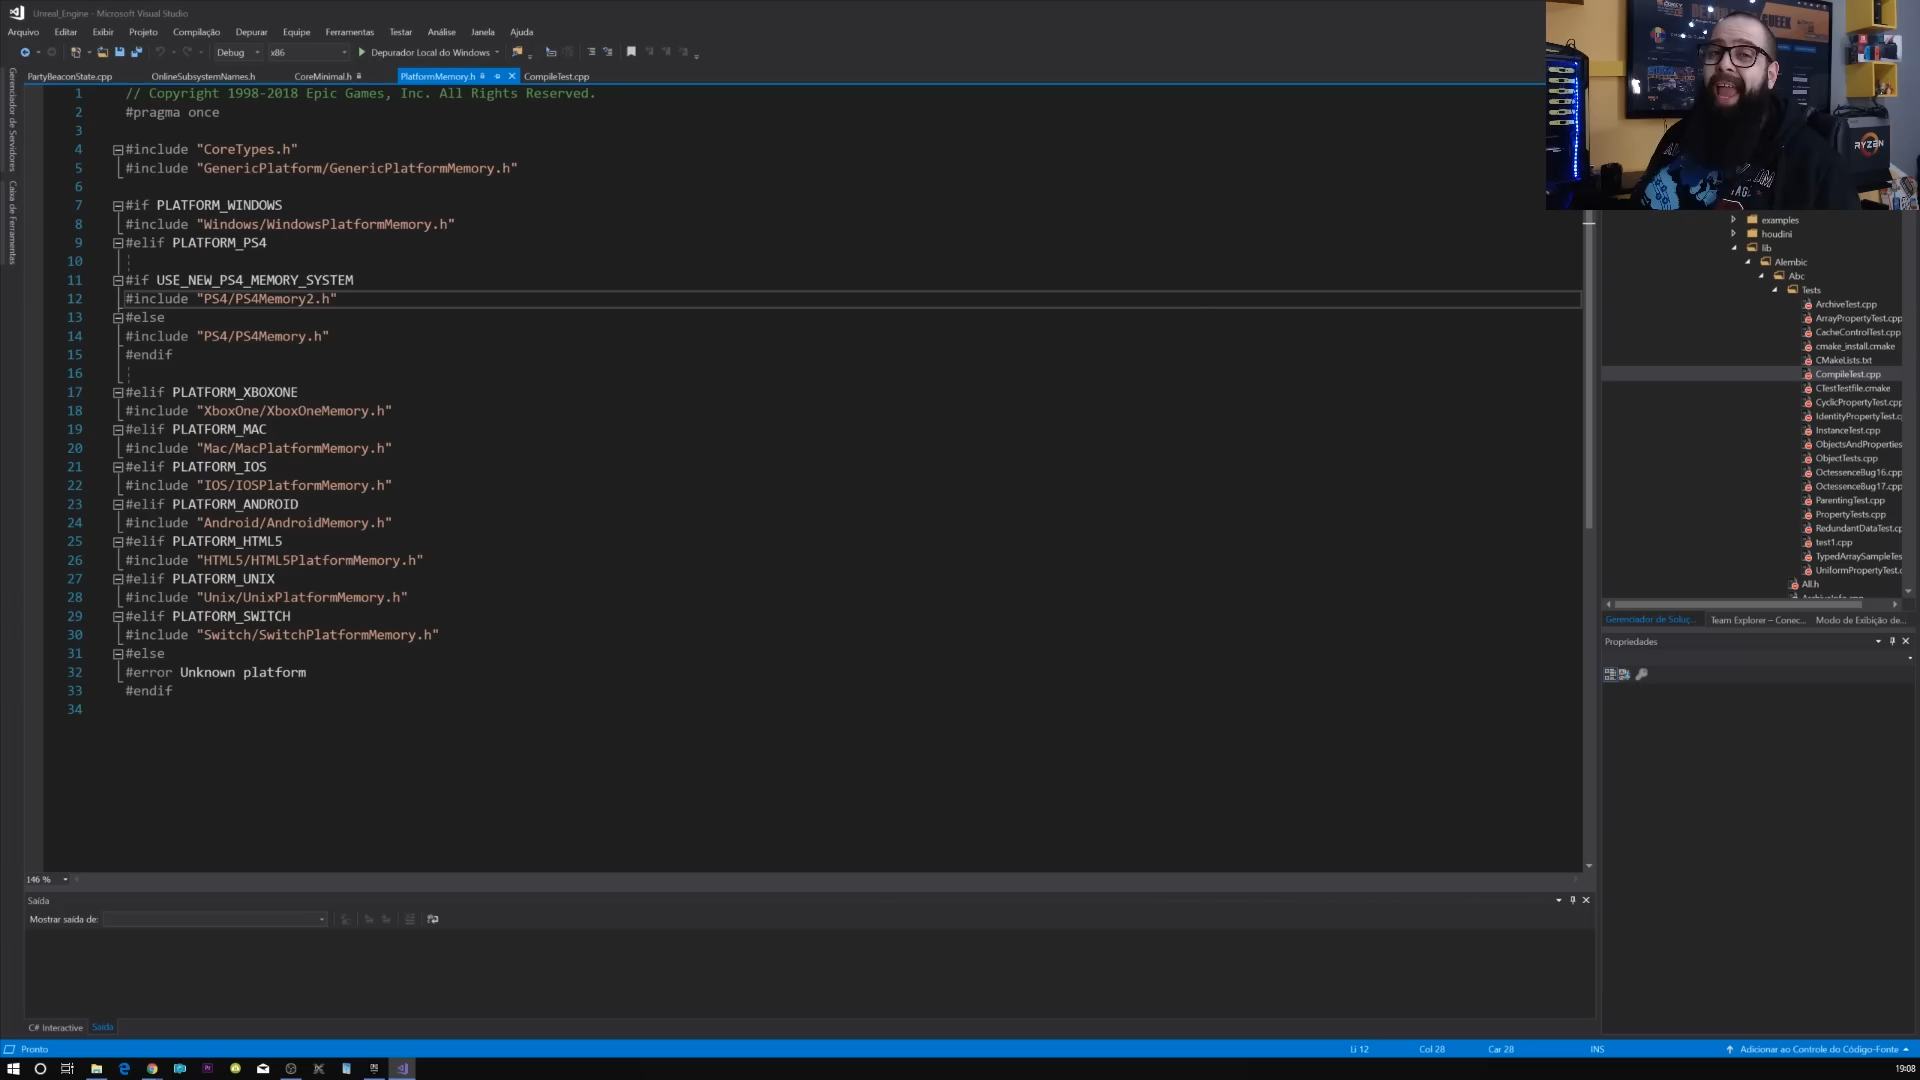 Unreal_Engine - Microsoft Visual Studio
Arquivo Editar Exibir Projeto Compilação Depurar Equipe Ferramentas Testar Análise Janela Ajuda
Debug x86 Depurador Local do Windows
PartyBeaconState.cpp OnlineSubsystemNames.h CoreMinimal.h PlatformMemory.h CompileTest.cpp
Gerenciador de Servidores
Caixa de Ferramentas
1 // Copyright 1998-2018 Epic Games, Inc. All Rights Reserved.
2 #pragma once
3
4 #include "CoreTypes.h"
5 #include "GenericPlatform/GenericPlatformMemory.h"
6
7 #if PLATFORM_WINDOWS
8 #include "Windows/WindowsPlatformMemory.h"
9 #elif PLATFORM_PS4
10
11 #if USE_NEW_PS4_MEMORY_SYSTEM
12 #include "PS4/PS4Memory2.h"
13 #else
14 #include "PS4/PS4Memory.h"
15 #endif
16
17 #elif PLATFORM_XBOXONE
18 #include "XboxOne/XboxOneMemory.h"
19 #elif PLATFORM_MAC
20 #include "Mac/MacPlatformMemory.h"
21 #elif PLATFORM_IOS
22 #include "IOS/IOSPlatformMemory.h"
23 #elif PLATFORM_ANDROID
24 #include "Android/AndroidMemory.h"
25 #elif PLATFORM_HTML5
26 #include "HTML5/HTML5PlatformMemory.h"
27 #elif PLATFORM_UNIX
28 #include "Unix/UnixPlatformMemory.h"
29 #elif PLATFORM_SWITCH
30 #include "Switch/SwitchPlatformMemory.h"
31 #else
32 #error Unknown platform
33 #endif
34
RYZEN
examples
houdini
lib
Alembic
Abc
Tests
ArchiveTest.cpp
ArrayPropertyTest.cpp
CacheControlTest.cpp
cmake_install.cmake
CMakeLists.txt
CompileTest.cpp
CTestTestfile.cmake
CyclicPropertyTest.cpp
IdentityPropertyTest.c
InstanceTest.cpp
ObjectsAndProperties
ObjectTests.cpp
OctessenceBug16.cpp
OctessenceBug17.cpp
ParentingTest.cpp
PropertyTests.cpp
RedundantDataTest.cp
test1.cpp
TypedArraySampleTe
UniformPropertyTest.c
All.h
ArchiveInfo.cpp
Gerenciador de Soluç... Team Explorer – Conec... Modo de Exibição de...
Propriedades
146 %
Saída
Mostrar saída de:
C# Interactive Saída
Pronto Li 12 Col 28 Car 28 INS Adicionar ao Controle do Código-Fonte
19:08